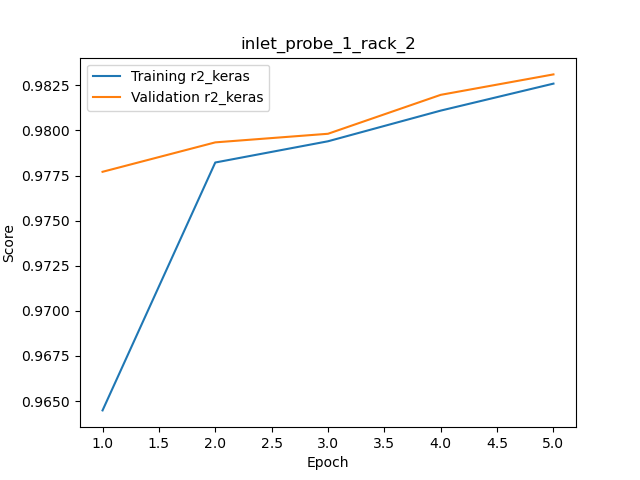 inlet_probe_1_rack_2
Training r2_keras
Validation r2_keras
0.9825
0.9800
0.9775
0.9750
0.9725
0.9700
0.9675
0.9650
Score
1.0 1.5 2.0 2.5 3.0 3.5 4.0 4.5 5.0
Epoch